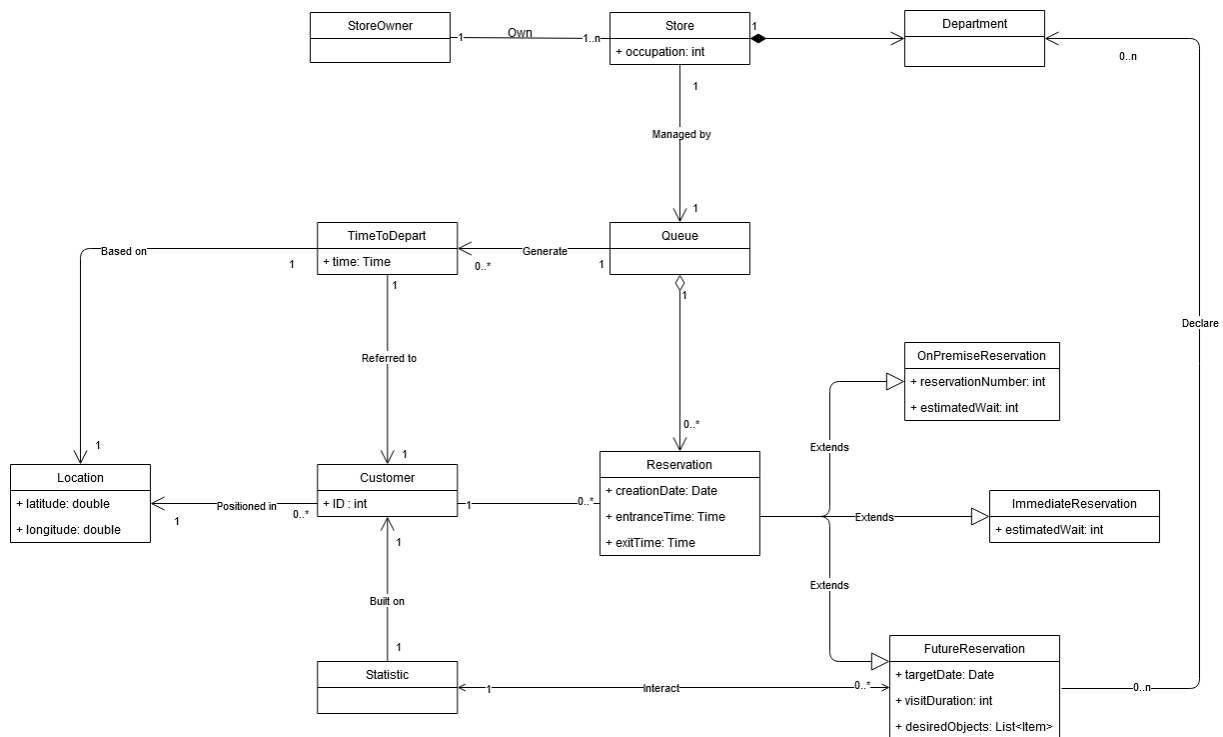 StoreOwner
1
Own
1..n
Store
+ occupation: int
1
Department
0..n
1
Managed by
1
TimeToDepart
+ time: Time
Based on
1
1
0..*
Generate
1
Queue
1
Declare
Referred to
OnPremiseReservation
+ reservationNumber: int
+ estimatedWait: int
0..*
Extends
1
1
Location
+ latitude: double
+ longitude: double
1
Positioned in
0..*
Customer
+ ID : int
1
0..*
Reservation
+ creationDate: Date
+ entranceTime: Time
+ exitTime: Time
Extends
ImmediateReservation
+ estimatedWait: int
1
Built on
1
Extends
Statistic
1
Interact
0..*
FutureReservation
+ targetDate: Date
+ visitDuration: int
+ desiredObjects: List<Item>
0..n